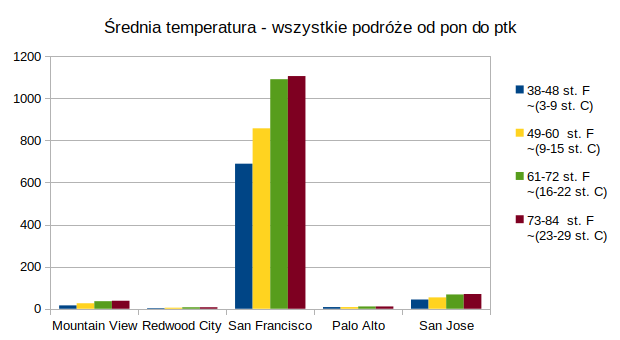 Średnia temperatura - wszystkie podróże od pon do ptk
1200
1000
800
600
400
200
0
Mountain View Redwood City San Francisco Palo Alto San Jose
38-48 st. F
~(3-9 st. C)
49-60  st. F
~(9-15 st. C)
61-72 st. F
~(16-22 st. C)
73-84  st. F
~(23-29 st. C)